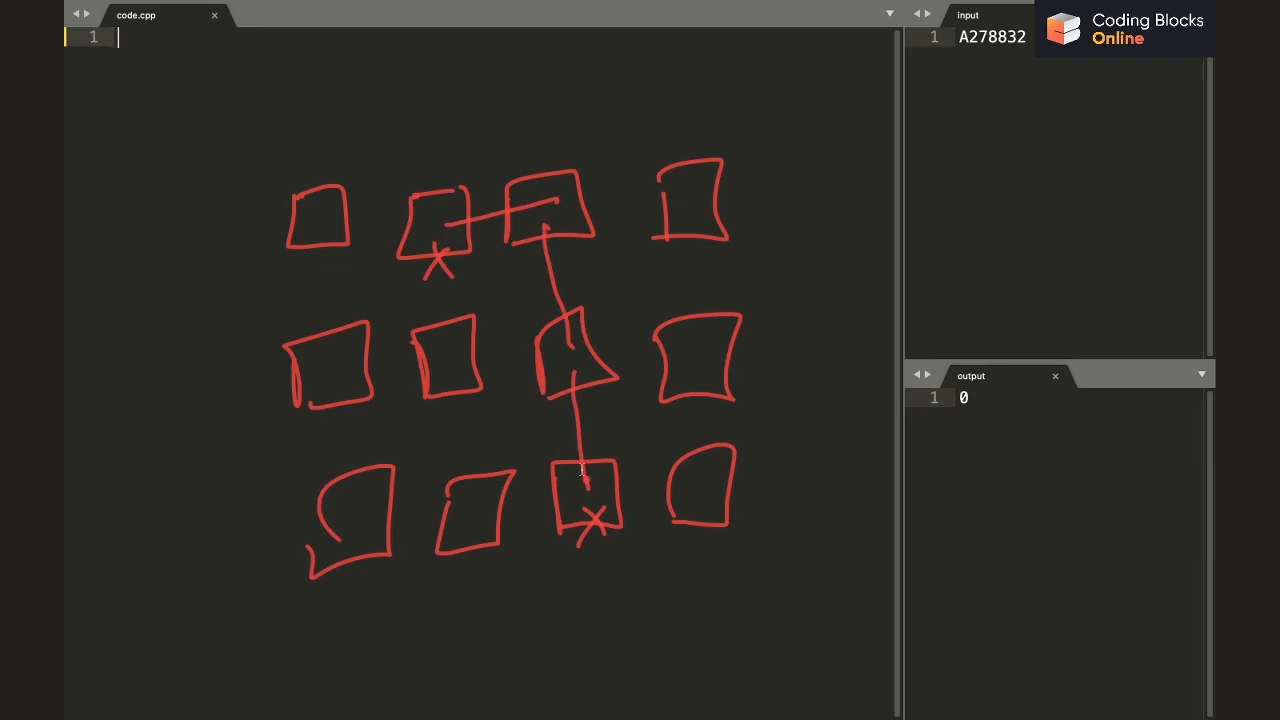 code.cpp
1
input
1 A278832
Coding Blocks
Online
output
1 0